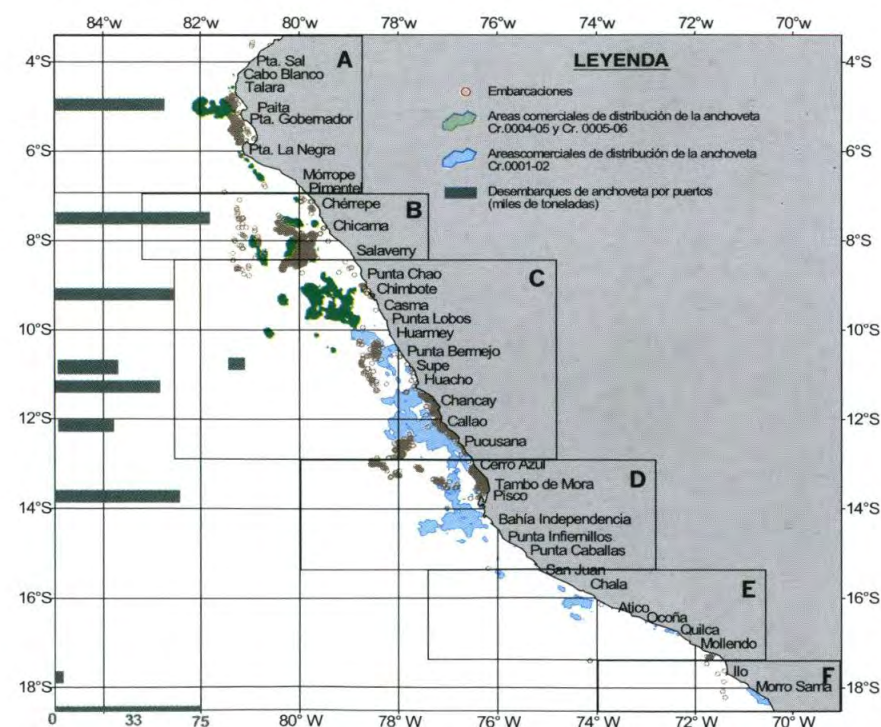 84°W 82°W 80°W 78°W 76°W 74°W 72°W 70°W
4°S
6°S
8°S
10°S
12°S
14°S
16°S
18°S
A
Pta. Sal
Cabo Blanco
Talara
Paita
Pta. Gobernador
Pta. La Negra
Mórrope
Pimentel
LEYENDA
Embarcaciones
Areas comerciales de distribución de la anchoveta
Cr.0004-05 y Cr. 0005-06
Areascomerciales de distribución de la anchoveta
Cr.0001-02
Desembarques de anchoveta por puertos
(miles de toneladas)
B
Chérrepe
Chicama
Salaverry
C
Punta Chao
Chimbote
Casma
Punta Lobos
Huarmey
Punta Bermejo
Supe
Huacho
Chancay
Callao
Pucusana
D
Cerro Azul
Tambo de Mora
Pisco
Bahía Independencia
Punta Infiernillos
Punta Caballas
San Juan
E
Chala
Atico
Ocoña
Quilca
Mollendo
F
Ilo
Morro Sama
4°S
6°S
8°S
10°S
12°S
14°S
16°S
18°S
0 33 75 80°W 78°W 76°W 74°W 72°W 70°W